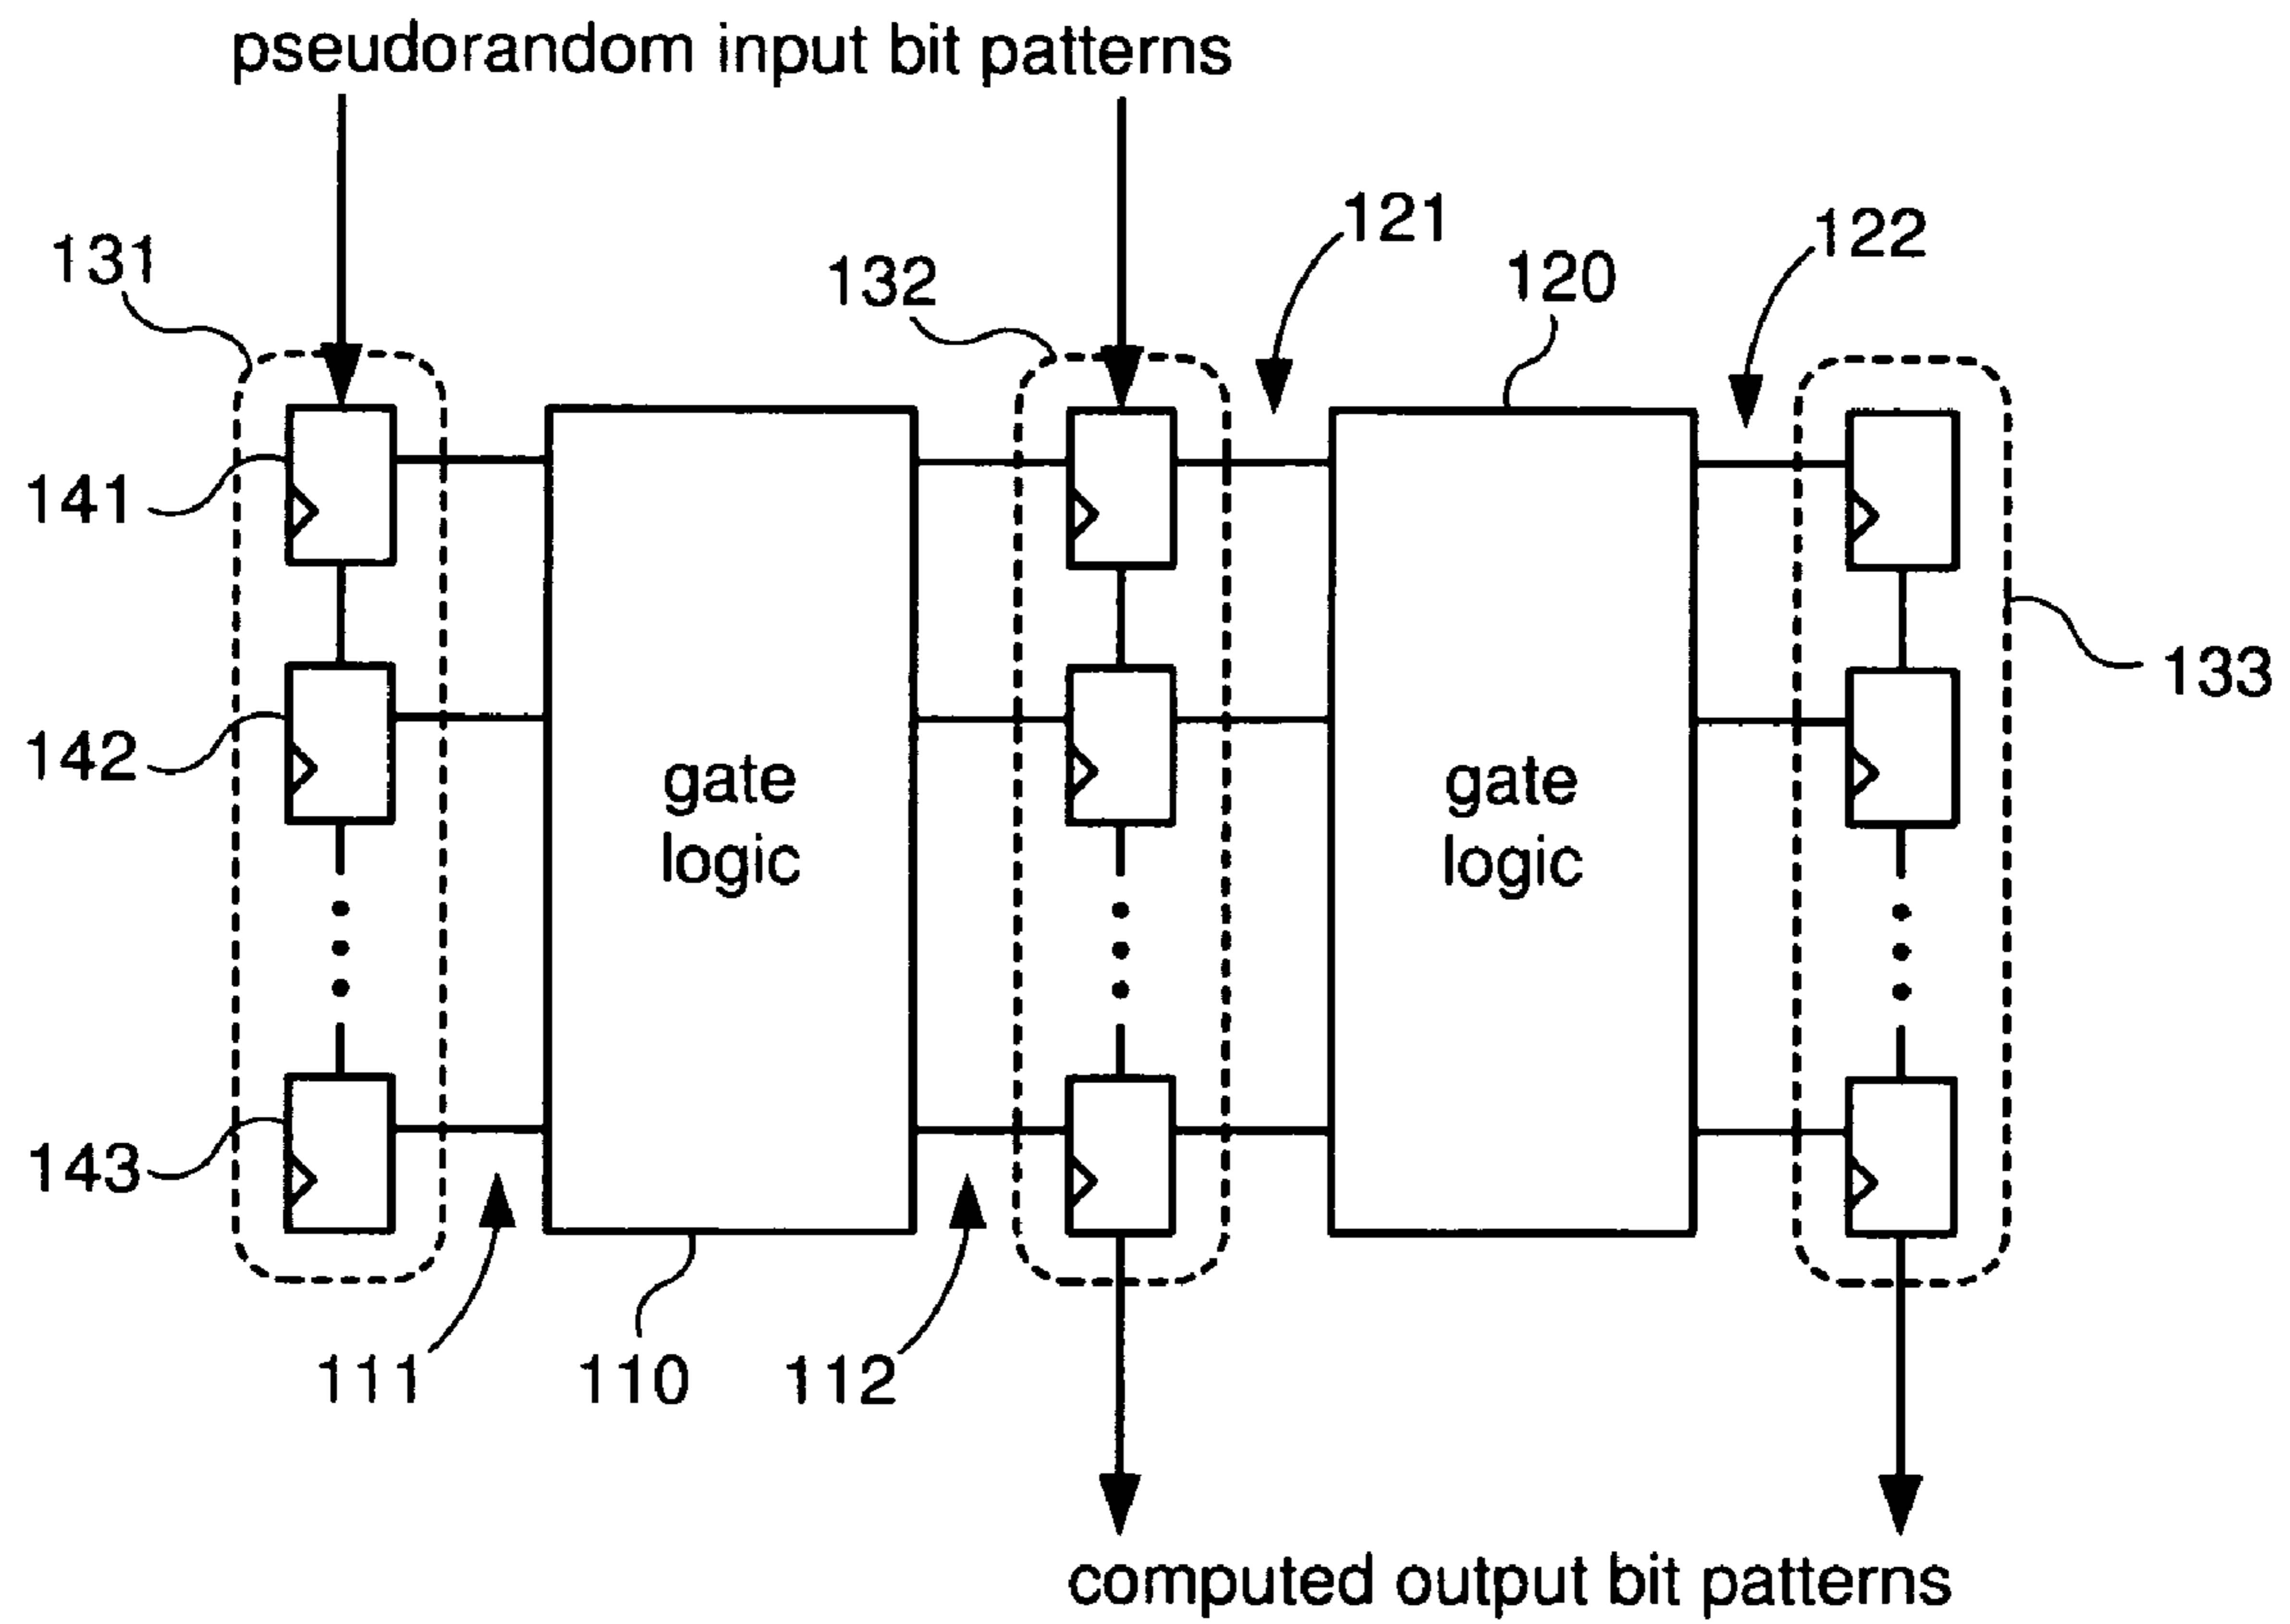 pseudorandom input bit patterns
121
122
131
132
120
141
133
142
gate
logic
gate
logic
143
111
110
112
computed output bit patterns